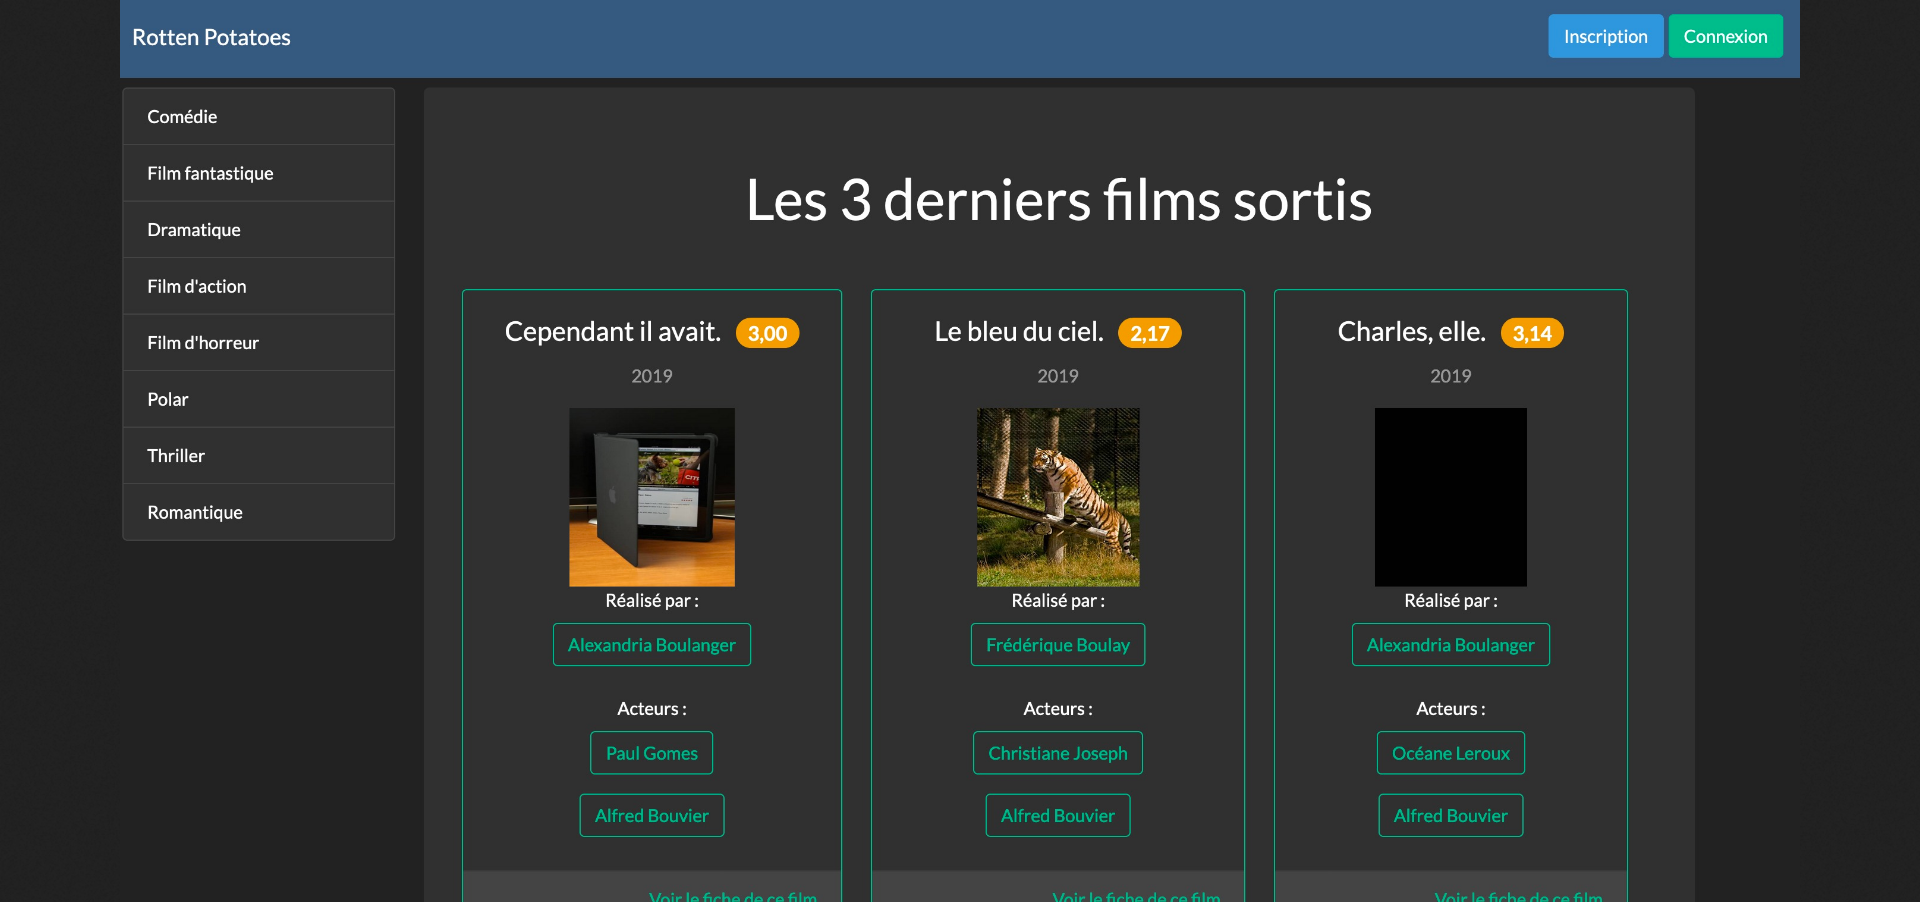 Rotten Potatoes
Inscription
Connexion
Comédie
Film fantastique
Dramatique
Film d'action
Film d'horreur
Polar
Thriller
Romantique
Les 3 derniers films sortis
Cependant il avait. 3,00
2019
Réalisé par :
Alexandria Boulanger
Acteurs :
Paul Gomes
Alfred Bouvier
Voir le fiche de ce film
Le bleu du ciel. 2,17
2019
Réalisé par :
Frédérique Boulay
Acteurs :
Christiane Joseph
Alfred Bouvier
Voir le fiche de ce film
Charles, elle. 3,14
2019
Réalisé par :
Alexandria Boulanger
Acteurs :
Océane Leroux
Alfred Bouvier
Voir le fiche de ce film